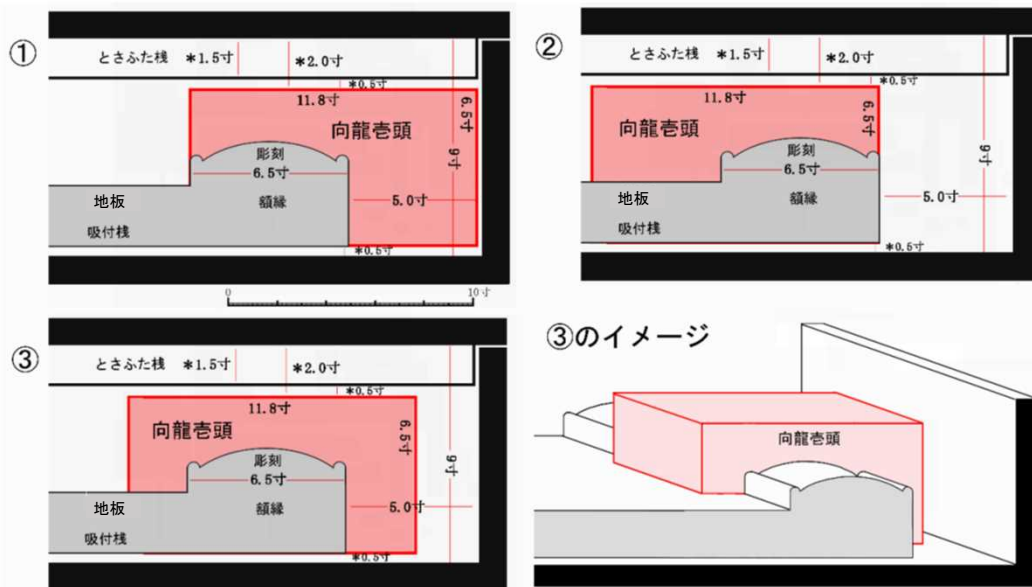 ①
とさふた桟 *1.5寸
*2.0寸
*0.5寸
11.8寸
6.5寸
向龍壱頭
彫刻
6.5寸
9寸
地板
額縁
5.0寸
吸付桟
*0.5寸
0
10寸
②
とさふた桟 *1.5寸
*2.0寸
*0.5寸
11.8寸
6.5寸
向龍壱頭
彫刻
6.5寸
9寸
地板
額縁
5.0寸
吸付桟
*0.5寸
③
とさふた桟 *1.5寸
*2.0寸
*0.5寸
11.8寸
6.5寸
向龍壱頭
彫刻
6.5寸
9寸
地板
額縁
5.0寸
吸付桟
*0.5寸
③のイメージ
向龍壱頭